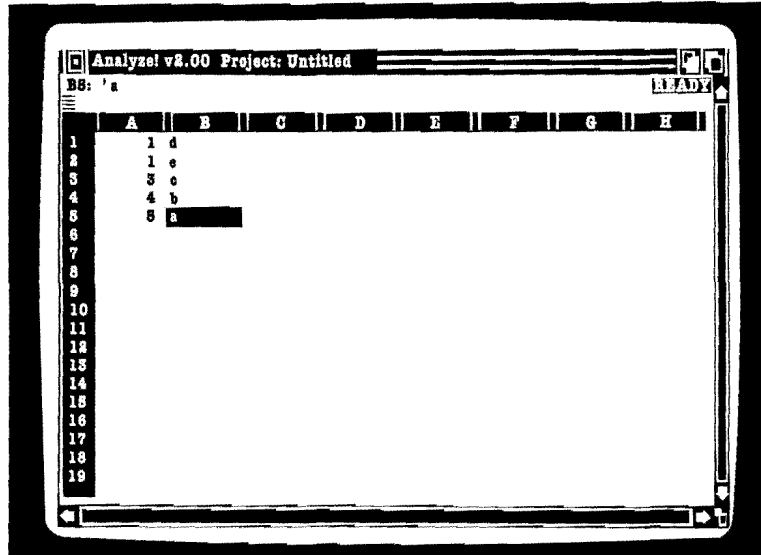 Analyze! v2.00 Project: Untitled
B5: 'a READY
A B C D E F G H
1 1 d
2 1 e
3 3 c
4 4 b
5 5 a
6
7
8
9
10
11
12
13
14
15
16
17
18
19